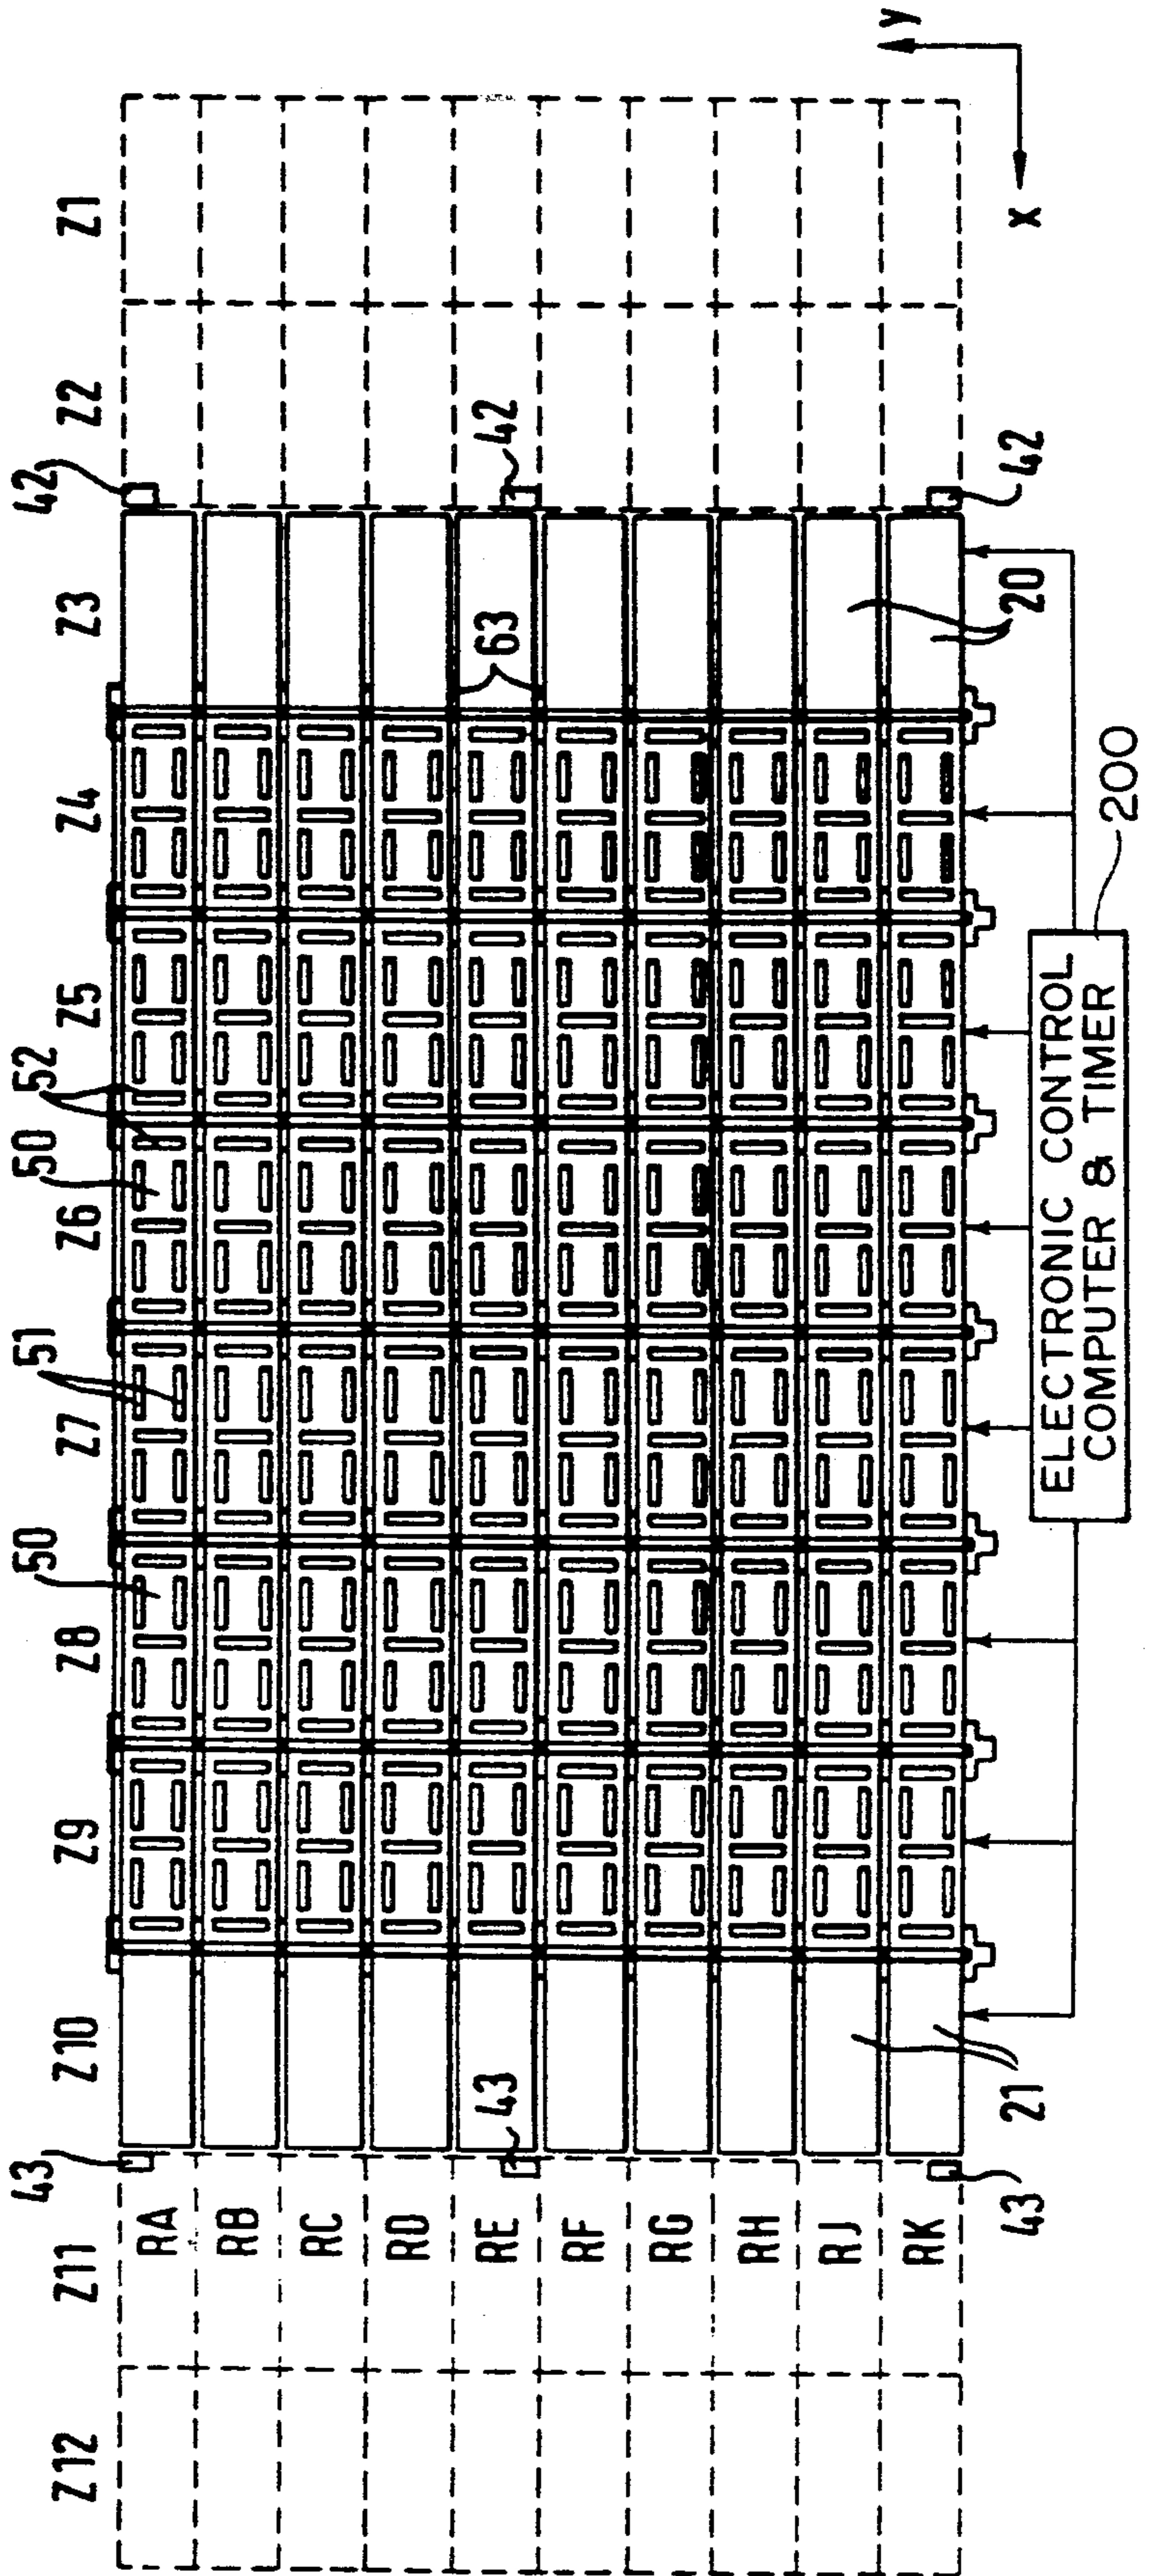 Z12 Z11 Z10 Z9 Z8 Z7 Z6 Z5 Z4 Z3 Z2 Z1
43 50 51 50 52 42
RA
RB
RC
RD
RE 43 63 42
RF
RG
RH
RJ
RK
43 21 20 42
ELECTRONIC CONTROL
COMPUTER & TIMER
200
X
y